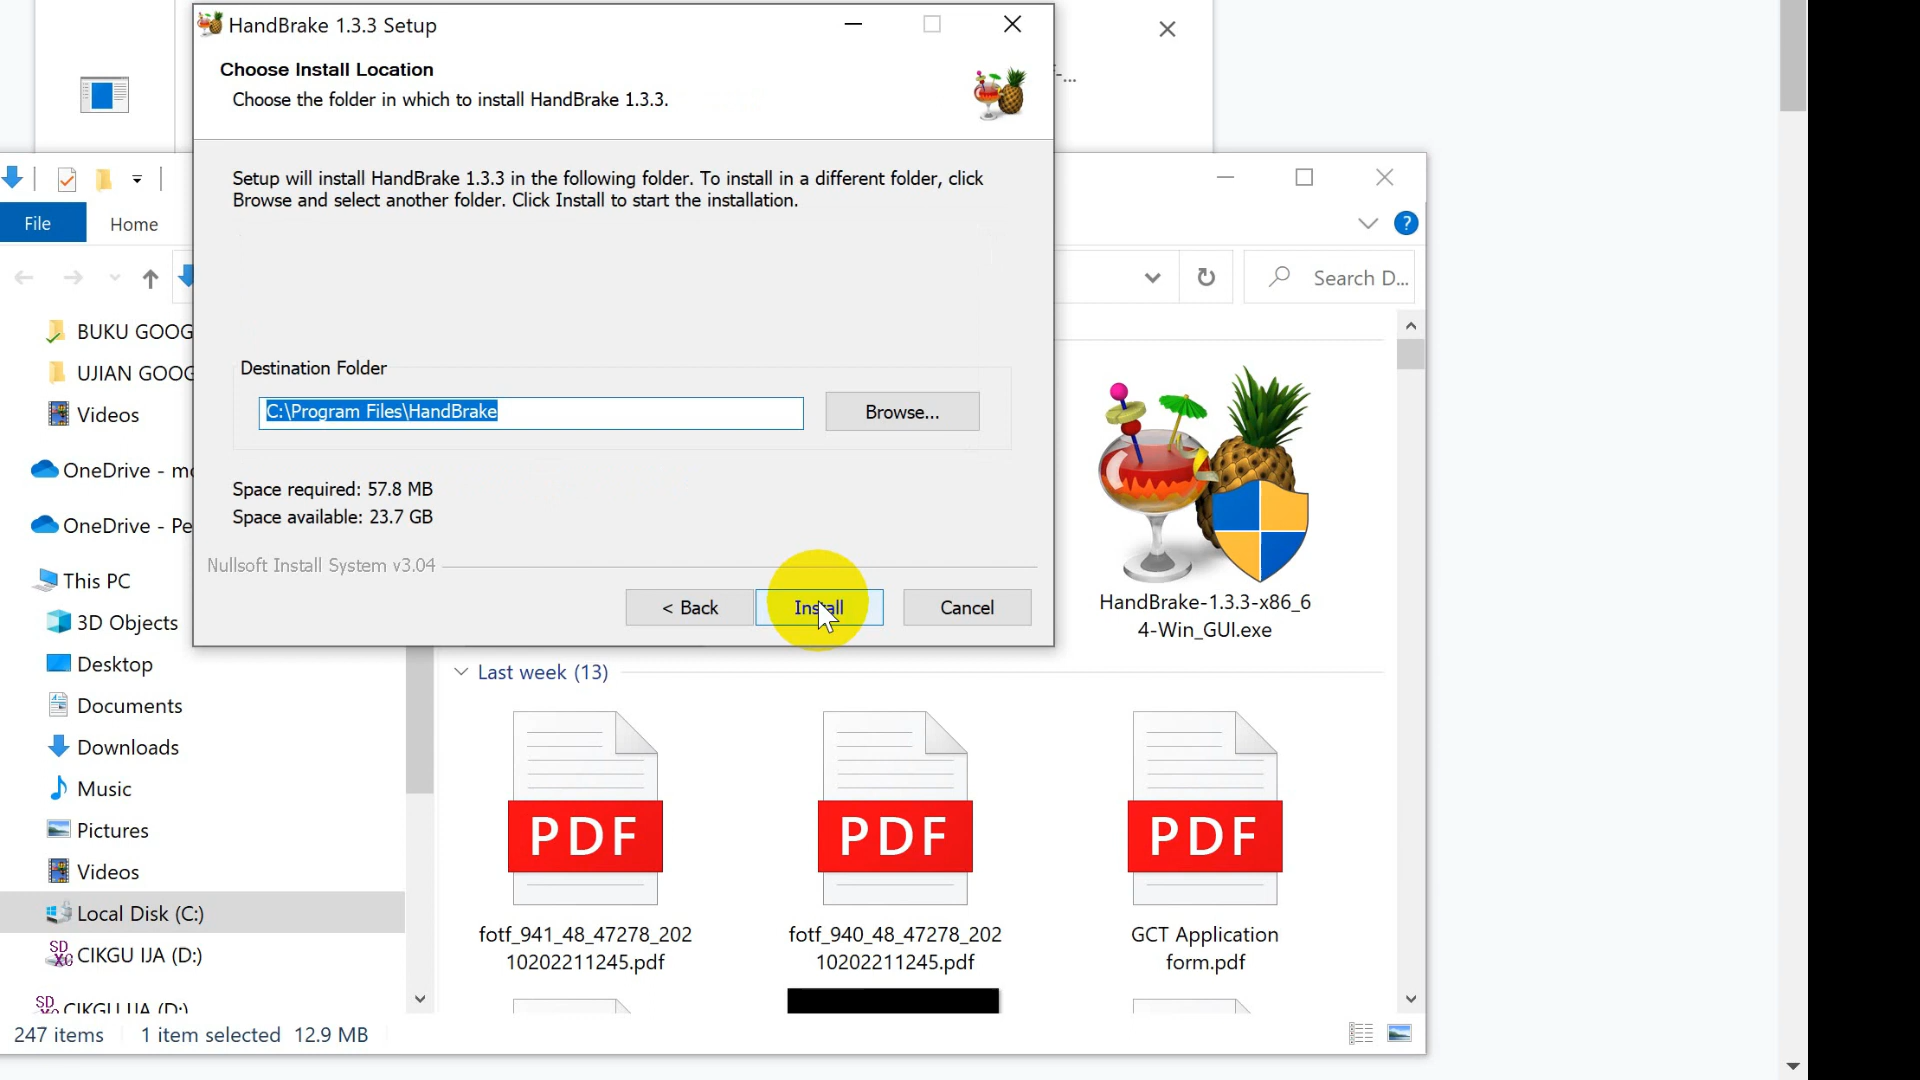 HandBrake 1.3.3 Setup
Choose Install Location
Choose the folder in which to install HandBrake 1.3.3.
Setup will install HandBrake 1.3.3 in the following folder. To install in a different folder, click
Browse and select another folder. Click Install to start the installation.
Destination Folder
C:\Program Files\HandBrake
Browse...
Space required: 57.8 MB
Space available: 23.7 GB
Nullsoft Install System v3.04
< Back
Install
Cancel
File
Home
Search D...
BUKU GOOG
UJIAN GOOG
Videos
OneDrive - m
OneDrive - Pe
This PC
3D Objects
Desktop
Documents
Downloads
Music
Pictures
Videos
Local Disk (C:)
CIKGU IJA (D:)
CIKGU IJA (D:)
HandBrake-1.3.3-x86_6
4-Win_GUI.exe
Last week (13)
PDF
PDF
PDF
fotf_941_48_47278_202
10202211245.pdf
fotf_940_48_47278_202
10202211245.pdf
GCT Application
form.pdf
247 items
1 item selected
12.9 MB